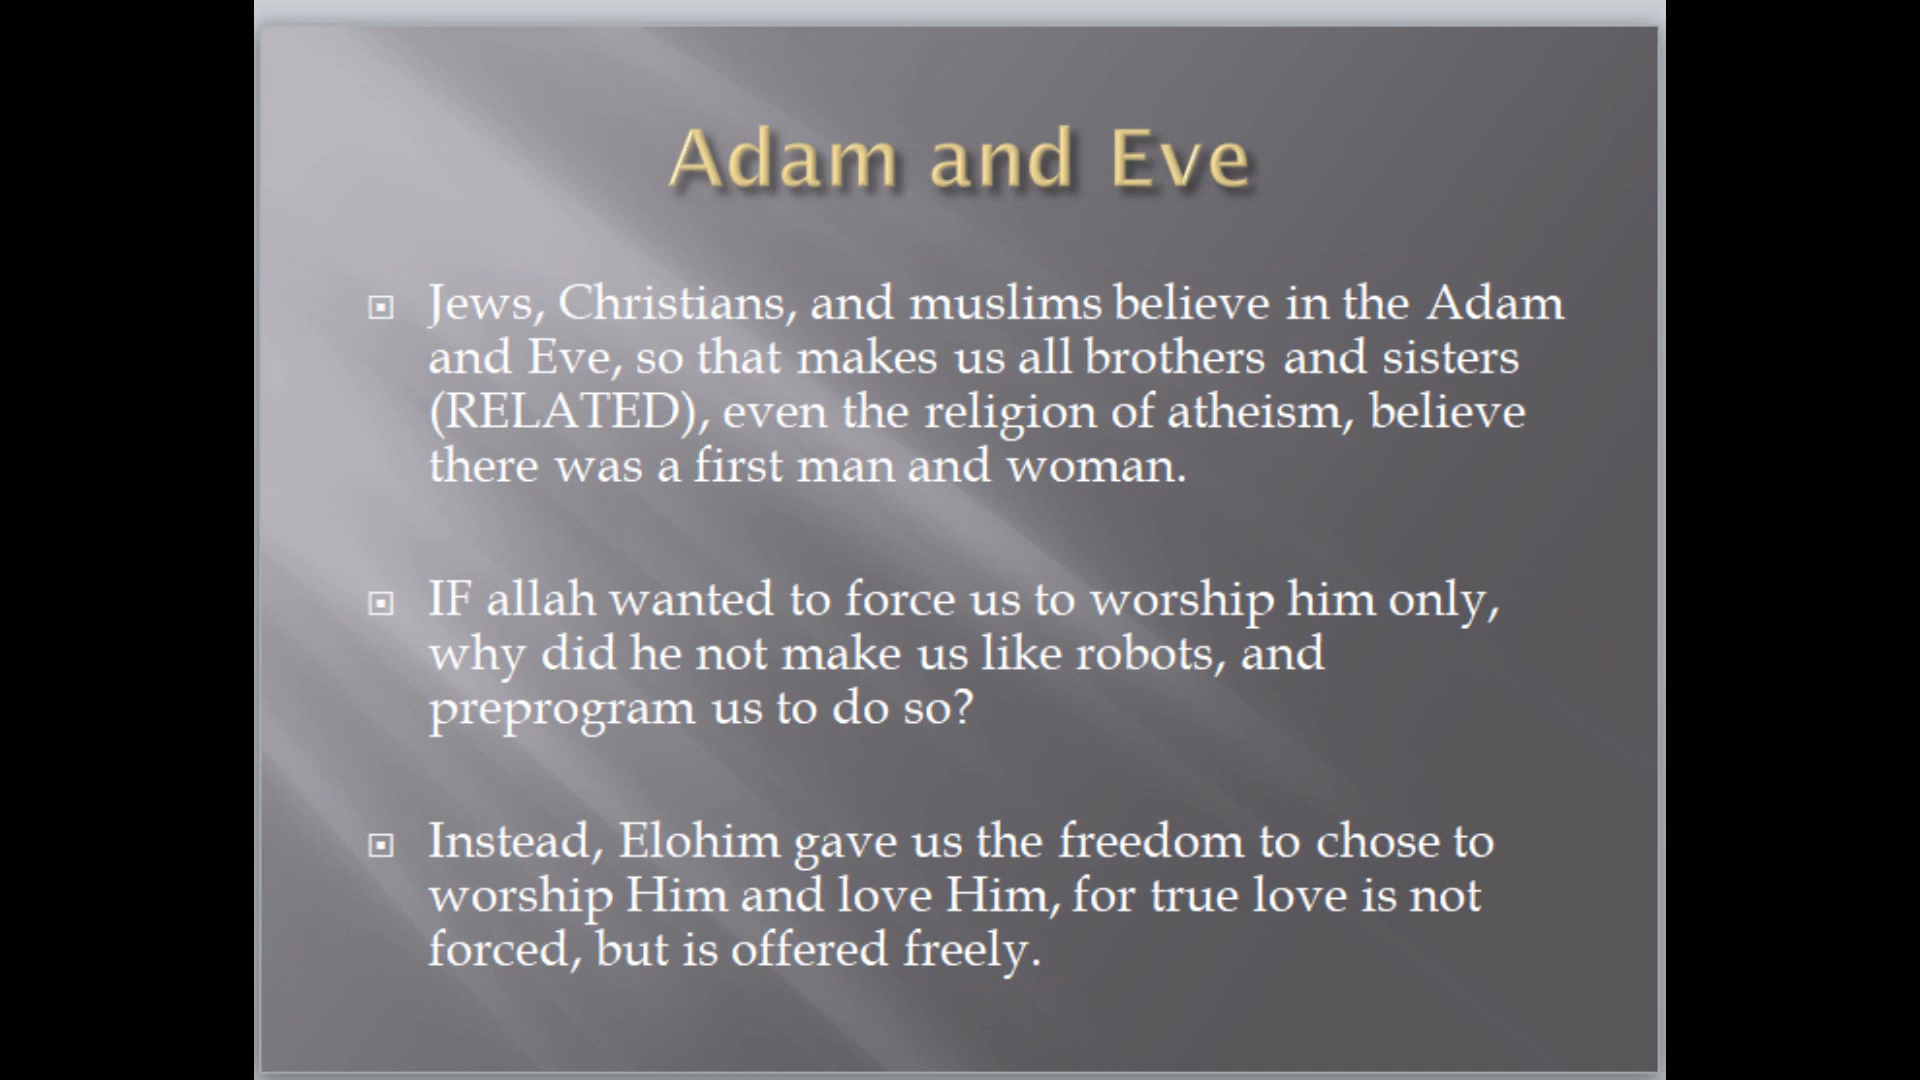 Adam and Eve
Jews, Christians, and muslims believe in the Adam
and Eve, so that makes us all brothers and sisters
(RELATED), even the religion of atheism, believe
there was a first man and woman.
IF allah wanted to force us to worship him only,
why did he not make us like robots, and
preprogram us to do so?
Instead, Elohim gave us the freedom to chose to
worship Him and love Him, for true love is not
forced, but is offered freely.